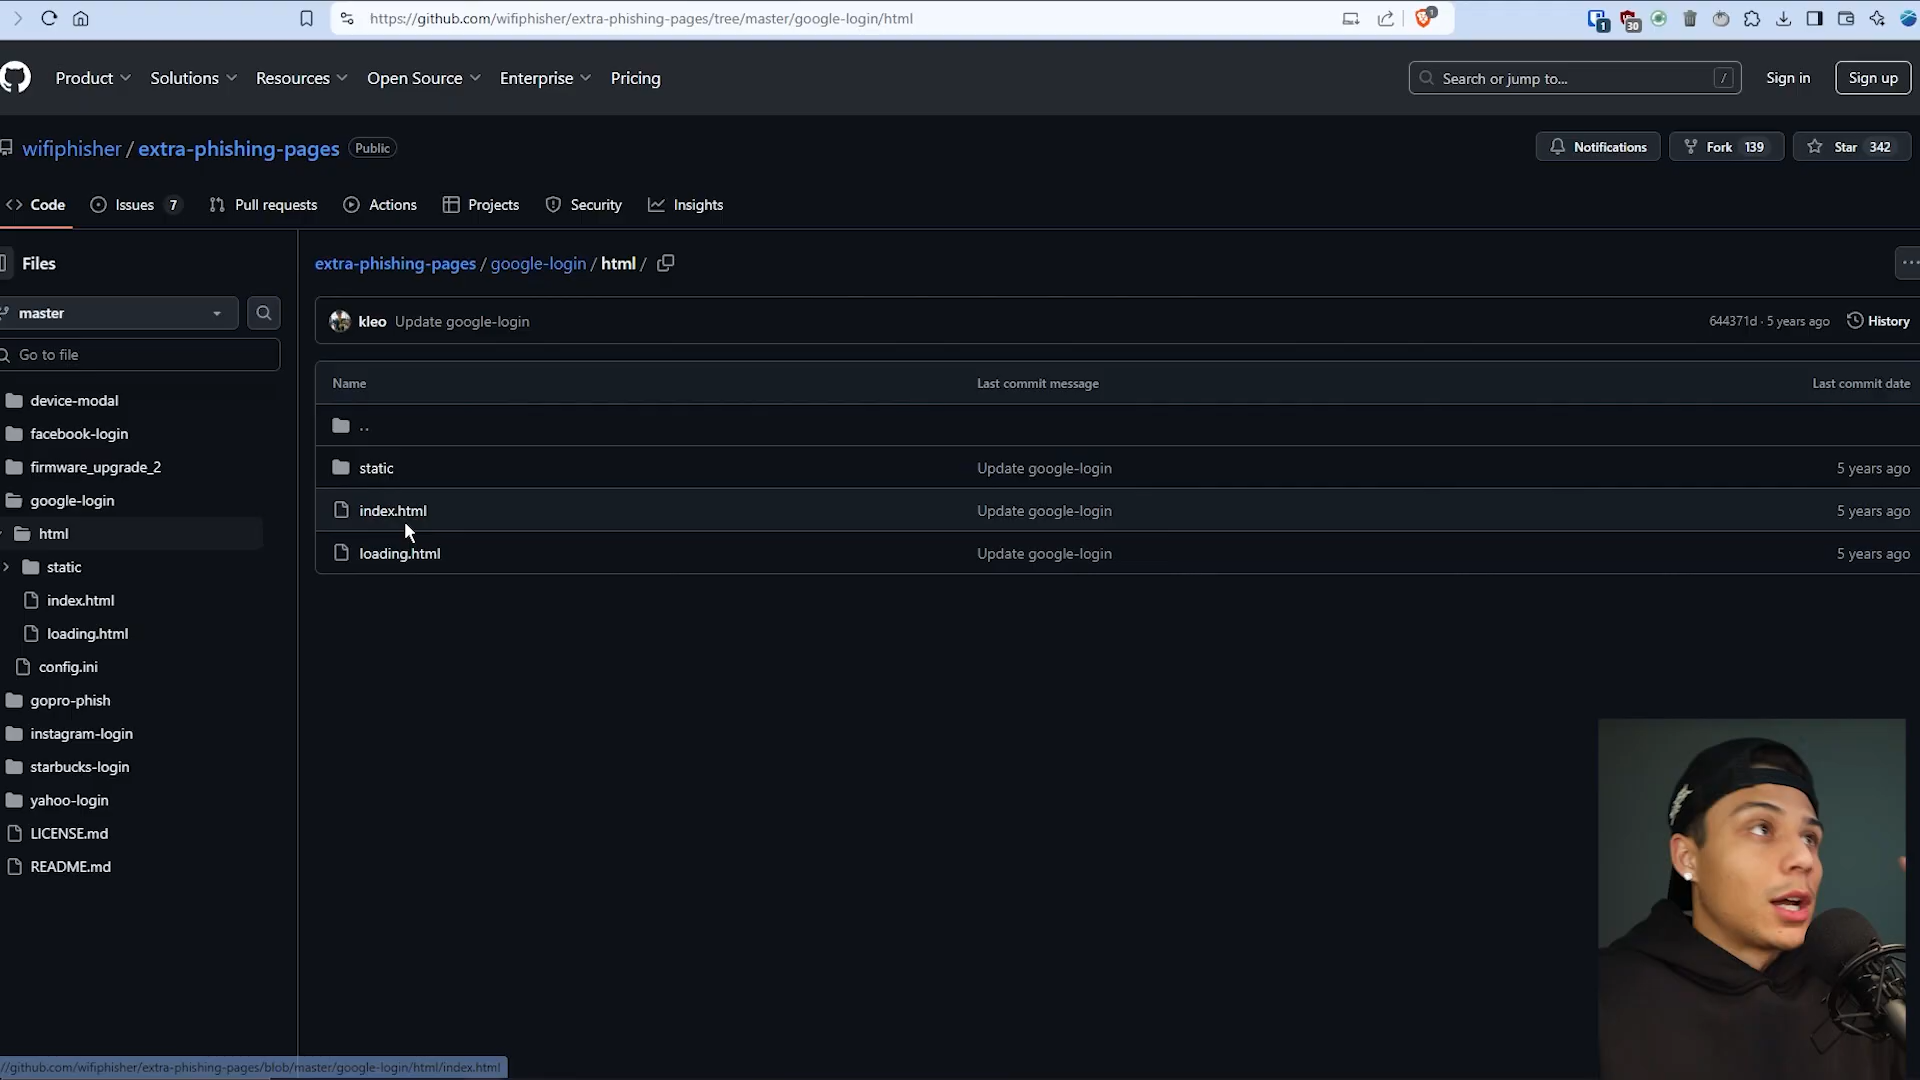 https://github.com/wifiphisher/extra-phishing-pages/tree/master/google-login/html
1
1
30
Product
Solutions
Resources
Open Source
Enterprise
Pricing
Search or jump to...
/
Sign in
Sign up
wifiphisher / extra-phishing-pages
Public
Notifications
Fork 139
Star 342
Code
Issues 7
Pull requests
Actions
Projects
Security
Insights
Files
master
Go to file
device-modal
facebook-login
firmware_upgrade_2
google-login
html
static
index.html
loading.html
config.ini
gopro-phish
instagram-login
starbucks-login
yahoo-login
LICENSE.md
README.md
extra-phishing-pages / google-login / html /
kleo Update google-login
644371d · 5 years ago
History
Name Last commit message Last commit date
..
static Update google-login 5 years ago
index.html Update google-login 5 years ago
loading.html Update google-login 5 years ago
//github.com/wifiphisher/extra-phishing-pages/blob/master/google-login/html/index.html